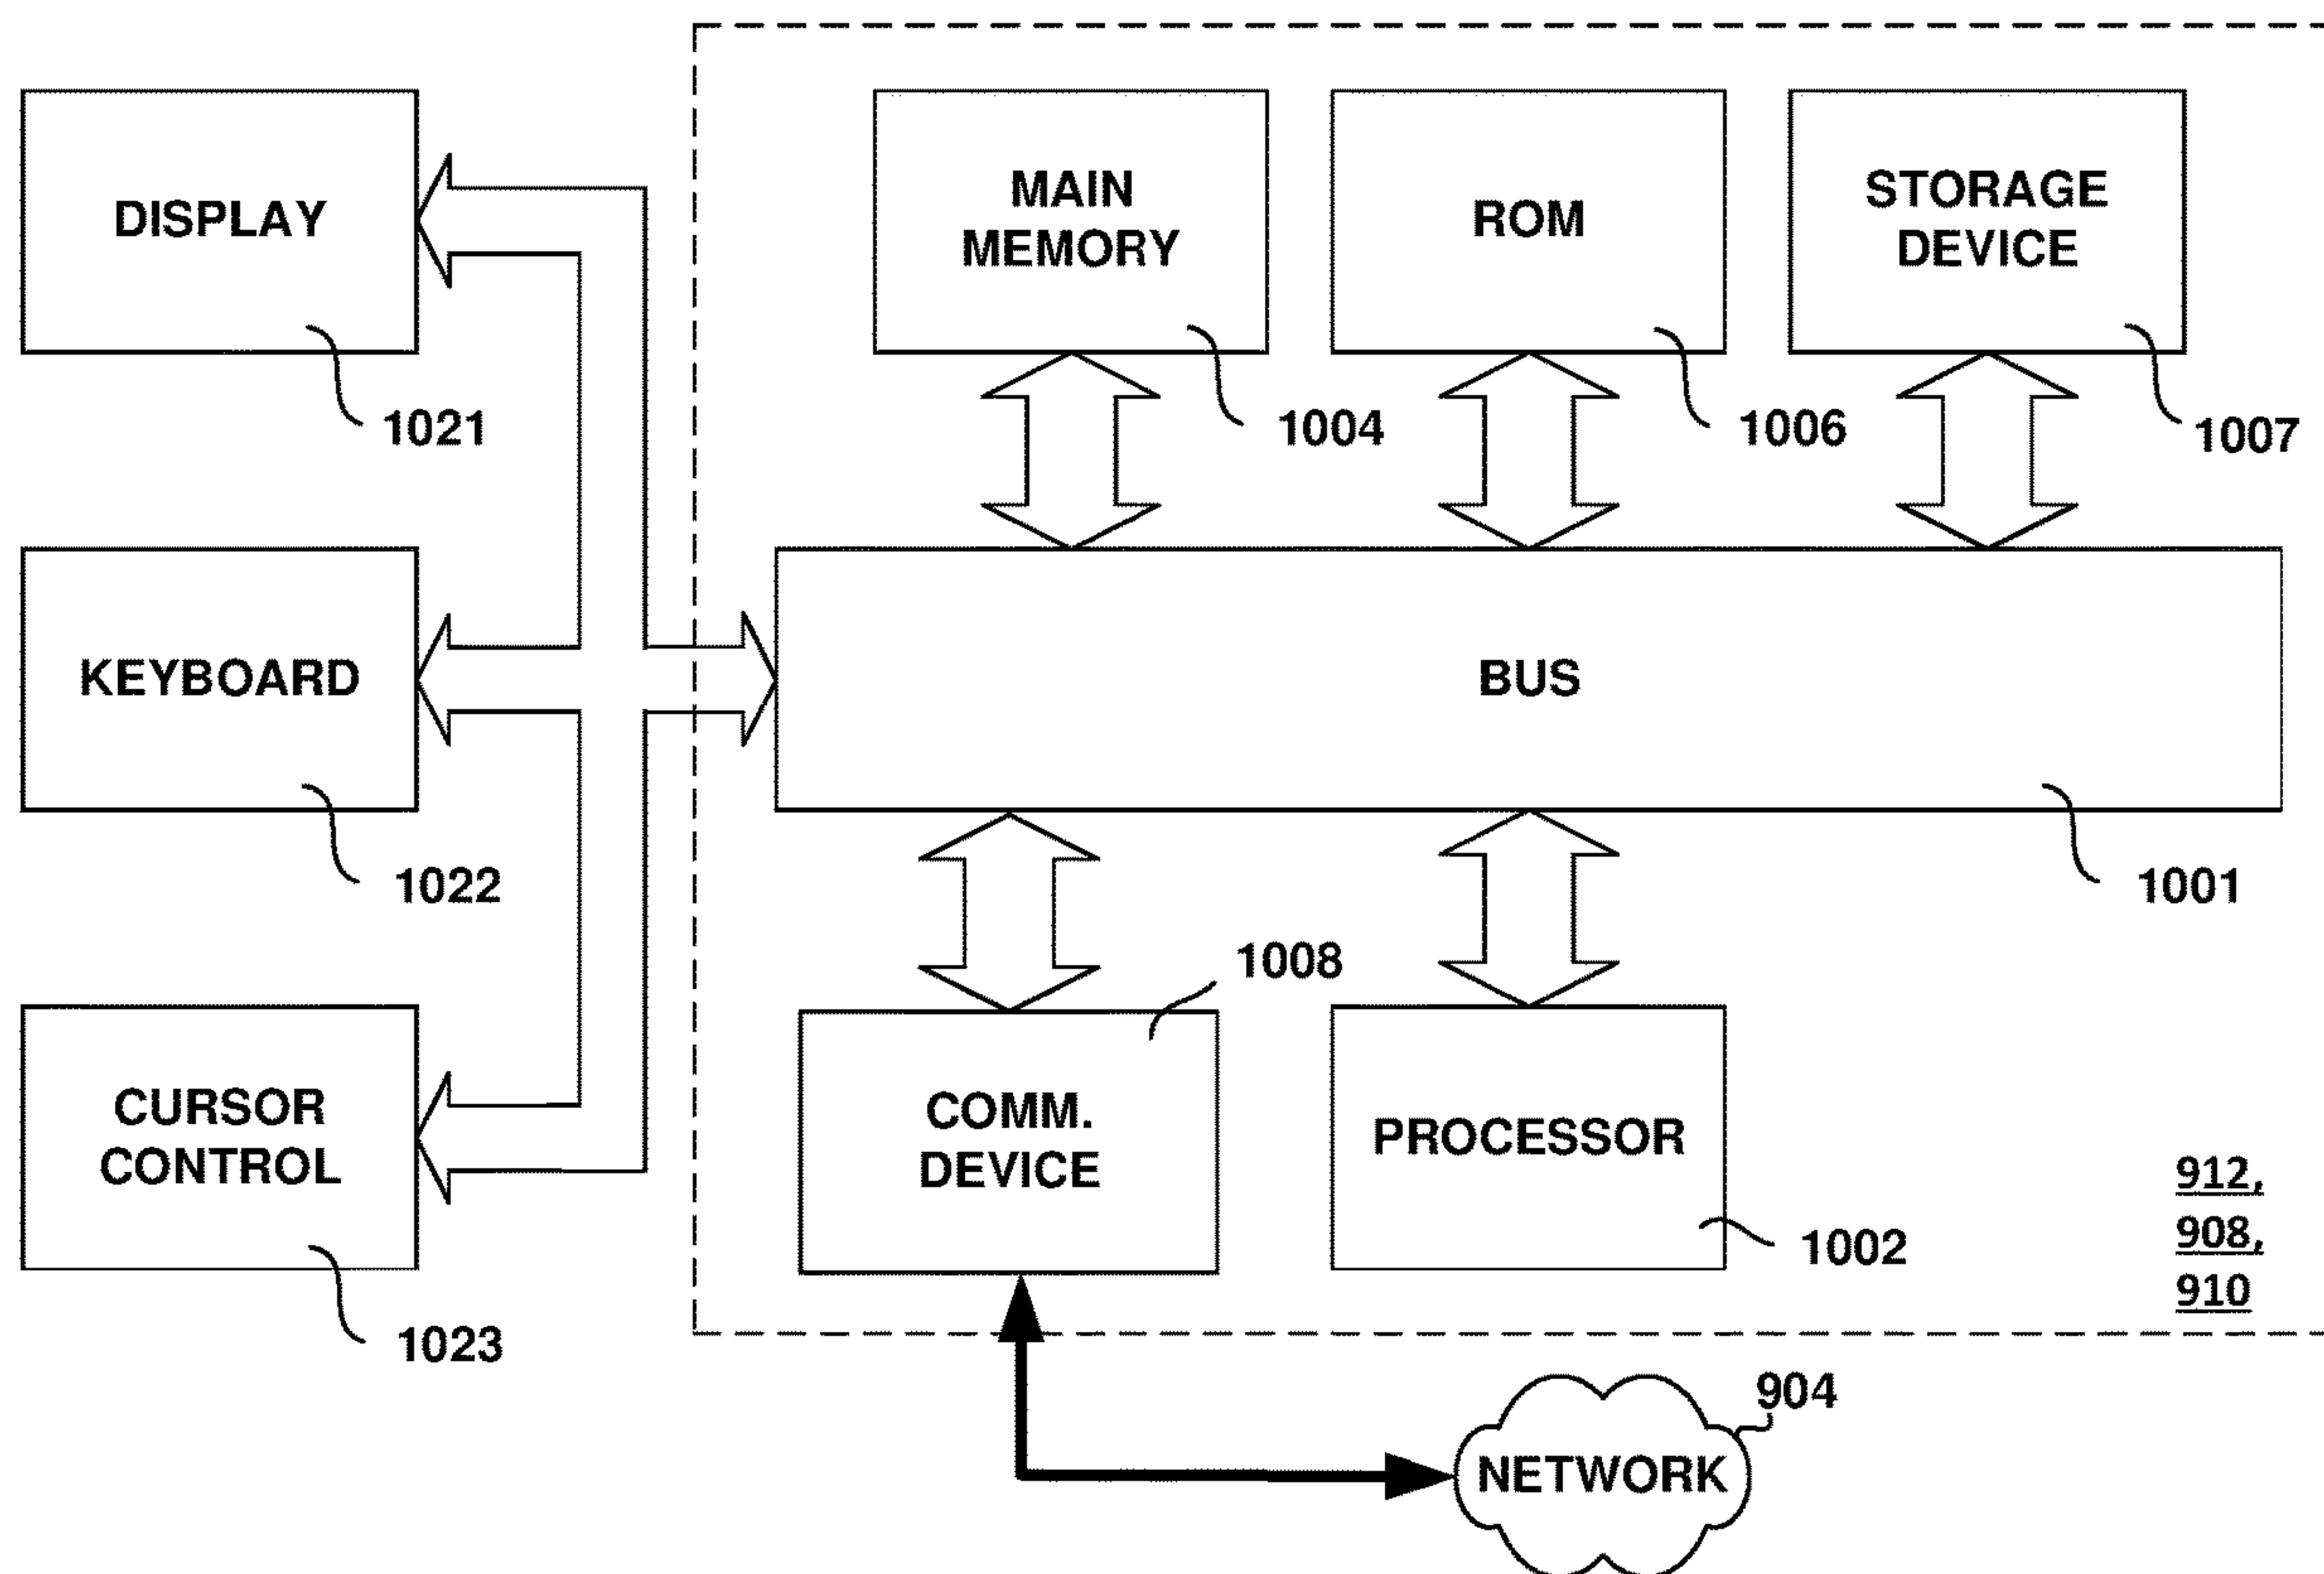 DISPLAY
1021
MAIN
MEMORY
1004
ROM
1006
STORAGE
DEVICE
1007
KEYBOARD
1022
BUS
1001
CURSOR
CONTROL
1023
COMM.
DEVICE
1008
PROCESSOR
1002
912,
908,
910
NETWORK
904